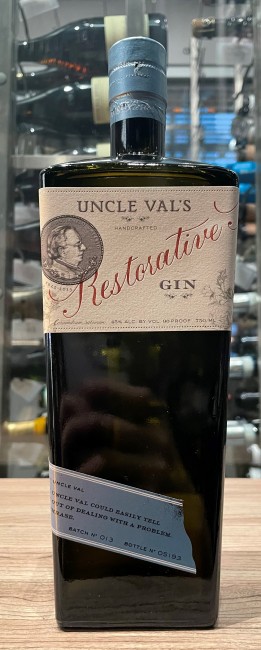 UNCLE VAL'S
HANDCRAFTED
Restorative
GIN
45% ALC. BY VOL. 90 PROOF 750 ML
UNCLE VAL
UNCLE VAL COULD EASILY TELL
OUT OF DEALING WITH A PROBLEM.
BATCH Nº 013 BOTTLE Nº 05193